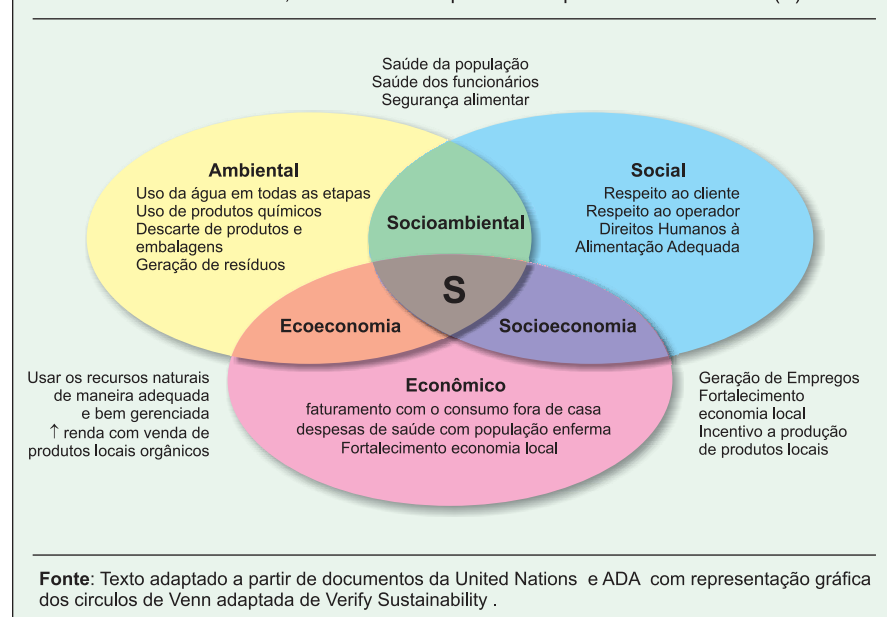 Saúde da população
Saúde dos funcionários
Segurança alimentar
Ambiental
Uso da água em todas as etapas
Uso de produtos químicos
Descarte de produtos e
embalagens
Geração de resíduos
Social
Respeito ao cliente
Respeito ao operador
Direitos Humanos à
Alimentação Adequada
Socioambiental
S
Ecoeconomia
Socioeconomia
Usar os recursos naturais
de maneira adequada
e bem gerenciada
↑ renda com venda de
produtos locais orgânicos
Econômico
faturamento com o consumo fora de casa
despesas de saúde com população enferma
Fortalecimento economia local
Geração de Empregos
Fortalecimento
economia local
Incentivo a produção
de produtos locais
Fonte: Texto adaptado a partir de documentos da United Nations e ADA com representação gráfica
dos circulos de Venn adaptada de Verify Sustainability .